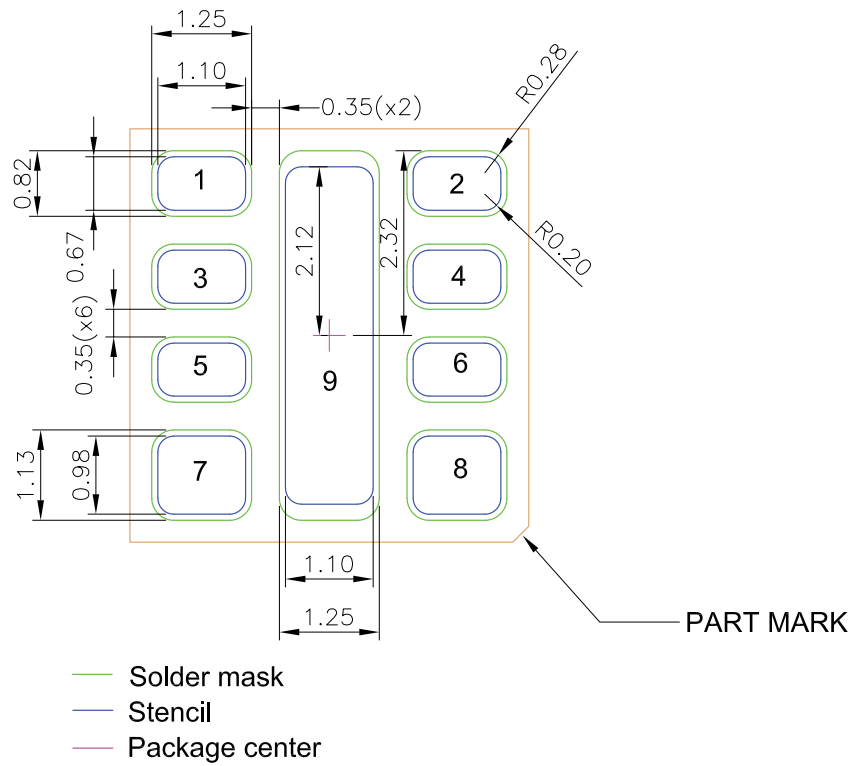 1.25
1.10
0.35(x2)
R0.28
0.82
0.67
1
2
2.12
2.32
R0.20
3
4
0.35(x6)
5
9
6
1.13
0.98
7
8
1.10
1.25
PART MARK
Solder mask
Stencil
Package center